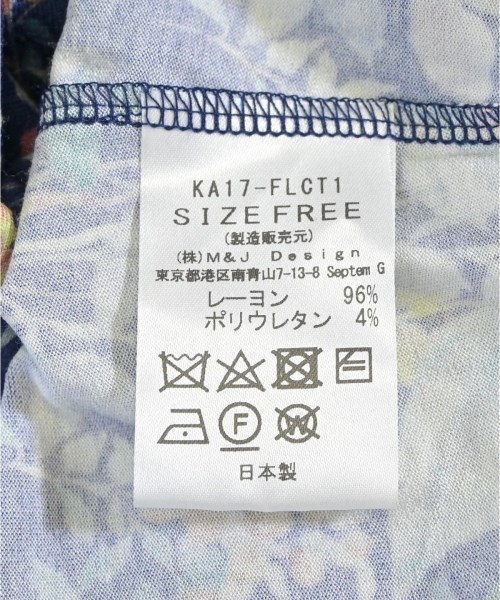 KA17-FLCT1
SIZE FREE
(製造販売元)
(株)M&J Design
東京都港区南青山7-13-8 Septem G
レーヨン 96%
ポリウレタン 4%
F
W
日本製